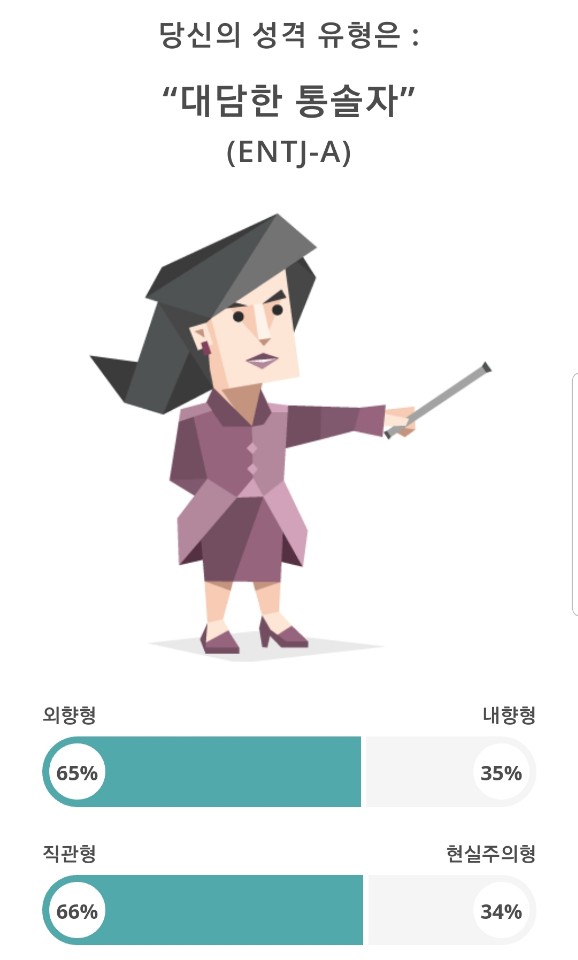 당신의 성격 유형은 :
“대담한 통솔자”
(ENTJ-A)
외향형 내향형
65% 35%
직관형 현실주의형
66% 34%